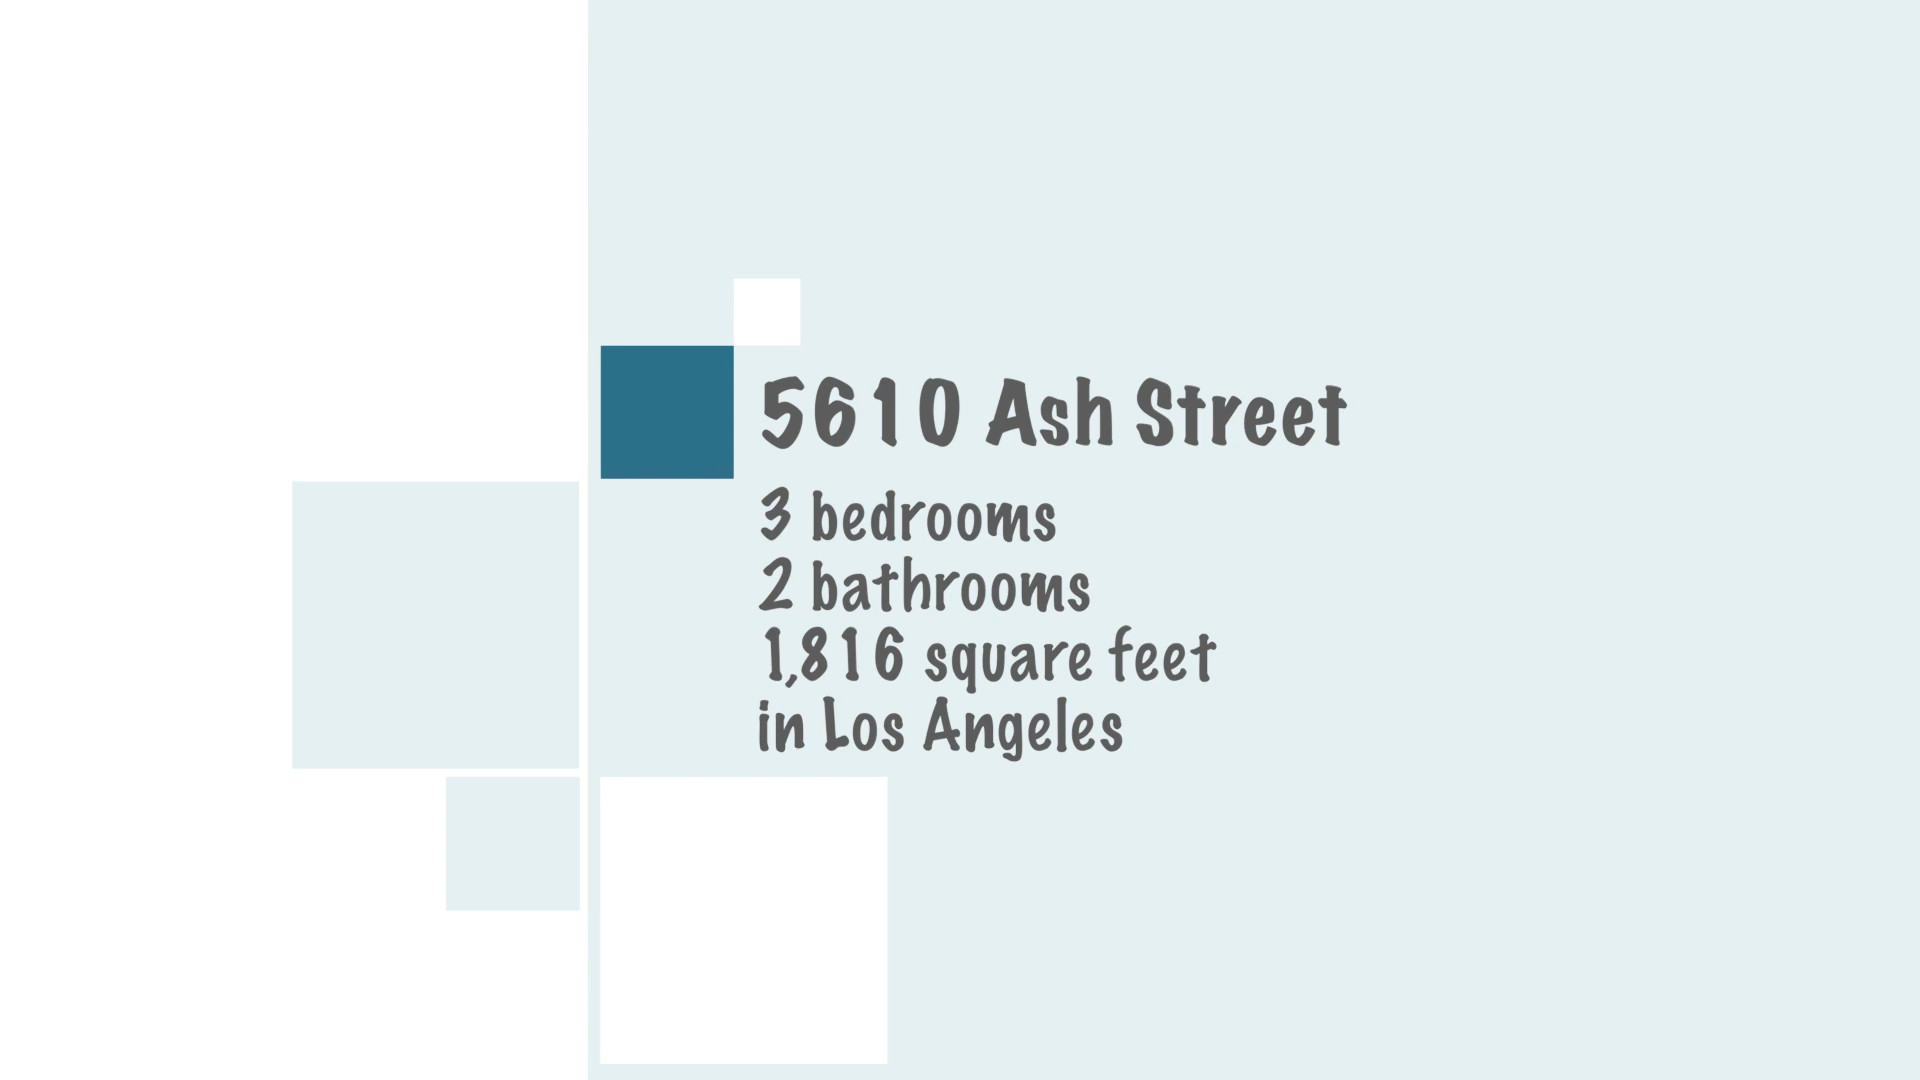 5610 Ash Street
3 bedrooms
2 bathrooms
1,816 square feet
in Los Angeles